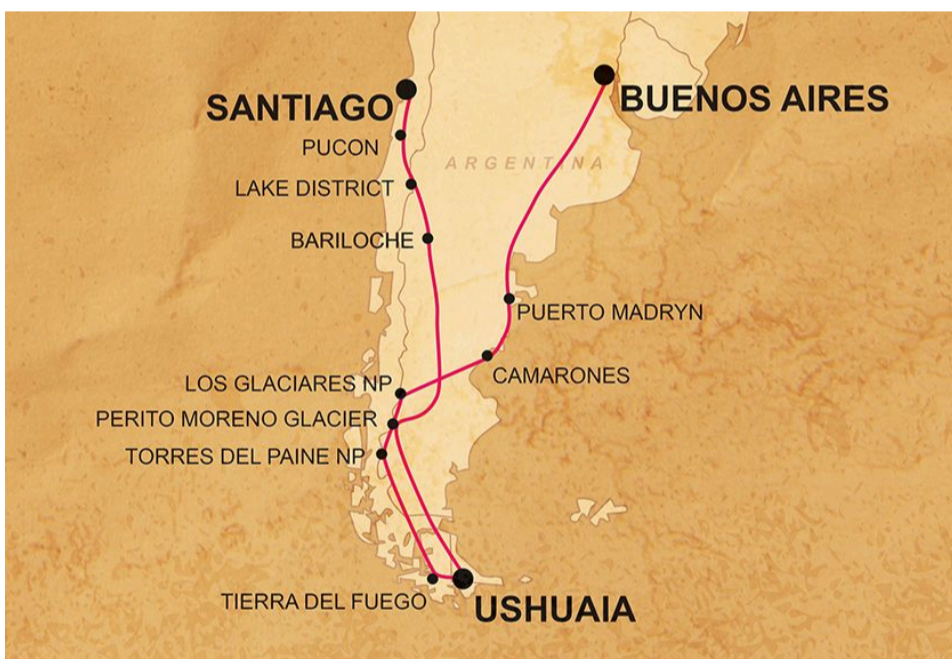 SANTIAGO
BUENOS AIRES
PUCON
ARGENTINA
LAKE DISTRICT
BARILOCHE
PUERTO MADRYN
CAMARONES
LOS GLACIARES NP
PERITO MORENO GLACIER
TORRES DEL PAINE NP
TIERRA DEL FUEGO
USHUAIA